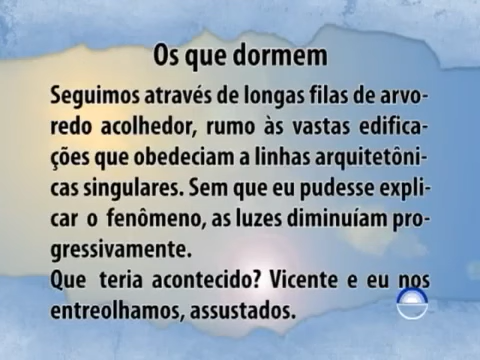 Os que dormem
Seguimos através de longas filas de arvo-
redo acolhedor, rumo às vastas edifica-
ções que obedeciam a linhas arquitetôni-
cas singulares. Sem que eu pudesse expli-
car o fenômeno, as luzes diminuíam pro-
gressivamente.
Que teria acontecido? Vicente e eu nos
entreolhamos, assustados.